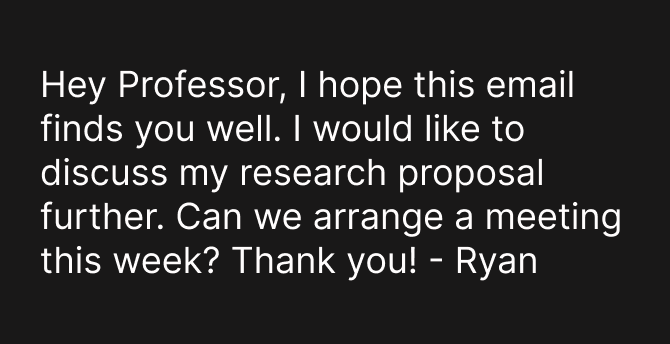 Hey Professor, I hope this email
finds you well. I would like to
discuss my research proposal
further. Can we arrange a meeting
this week? Thank you! - Ryan